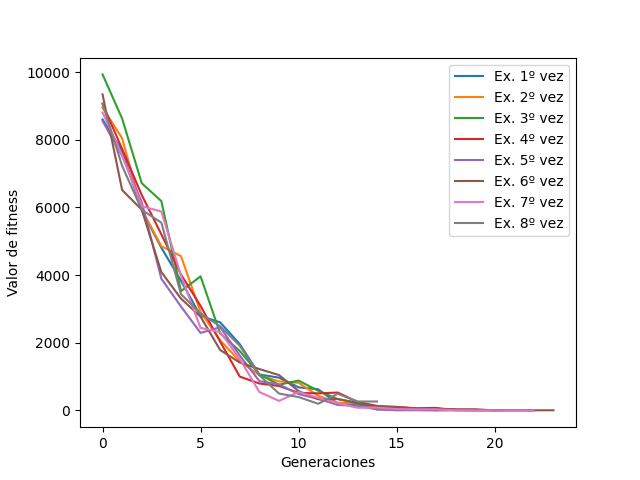 10000
8000
6000
4000
2000
0
Valor de fitness
0 5 10 15 20
Generaciones
Ex. 1º vez
Ex. 2º vez
Ex. 3º vez
Ex. 4º vez
Ex. 5º vez
Ex. 6º vez
Ex. 7º vez
Ex. 8º vez